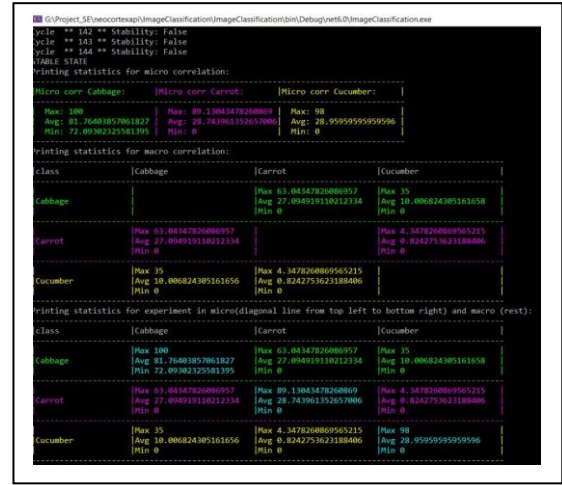 G:\Project_SE\neocortexapi\ImageClassification\ImageClassification\bin\Debug\net6.0\ImageClassification.exe
Cycle ** 142 ** Stability: False
Cycle ** 143 ** Stability: False
Cycle ** 144 ** Stability: False
STABLE STATE
Printing statistics for micro correlation:
|Micro corr Cabbage: |Micro corr Carrot: |Micro corr Cucumber: |
| Max: 100 | Max: 89.13043478260869 | Max: 98 |
| Avg: 81.76403857061827 | Avg: 28.743961352657006 | Avg: 28.95959595959596 |
| Min: 72.09302325581395 | Min: 0 | Min: 0 |
Printing statistics for macro correlation:
|class |Cabbage |Carrot |Cucumber |
| | |Max 63.04347826086957 |Max 35 |
|Cabbage | |Avg 27.094919110212334 |Avg 10.006824305161658 |
| | |Min 0 |Min 0 |
| |Max 63.04347826086957 | |Max 4.3478260869565215 |
|Carrot |Avg 27.094919110212334 | |Avg 0.8242753623188406 |
| |Min 0 | |Min 0 |
| |Max 35 |Max 4.3478260869565215 | |
|Cucumber |Avg 10.006824305161656 |Avg 0.8242753623188406 | |
| |Min 0 |Min 0 | |
Printing statistics for experiment in micro(diagonal line from top left to bottom right) and macro (rest):
|class |Cabbage |Carrot |Cucumber |
| |Max 100 |Max 63.04347826086957 |Max 35 |
|Cabbage |Avg 81.76403857061827 |Avg 27.094919110212334 |Avg 10.006824305161658 |
| |Min 72.09302325581395 |Min 0 |Min 0 |
| |Max 63.04347826086957 |Max 89.13043478260869 |Max 4.3478260869565215 |
|Carrot |Avg 27.094919110212334 |Avg 28.743961352657006 |Avg 0.8242753623188406 |
| |Min 0 |Min 0 |Min 0 |
| |Max 35 |Max 4.3478260869565215 |Max 98 |
|Cucumber |Avg 10.006824305161656 |Avg 0.8242753623188406 |Avg 28.95959595959596 |
| |Min 0 |Min 0 |Min 0 |